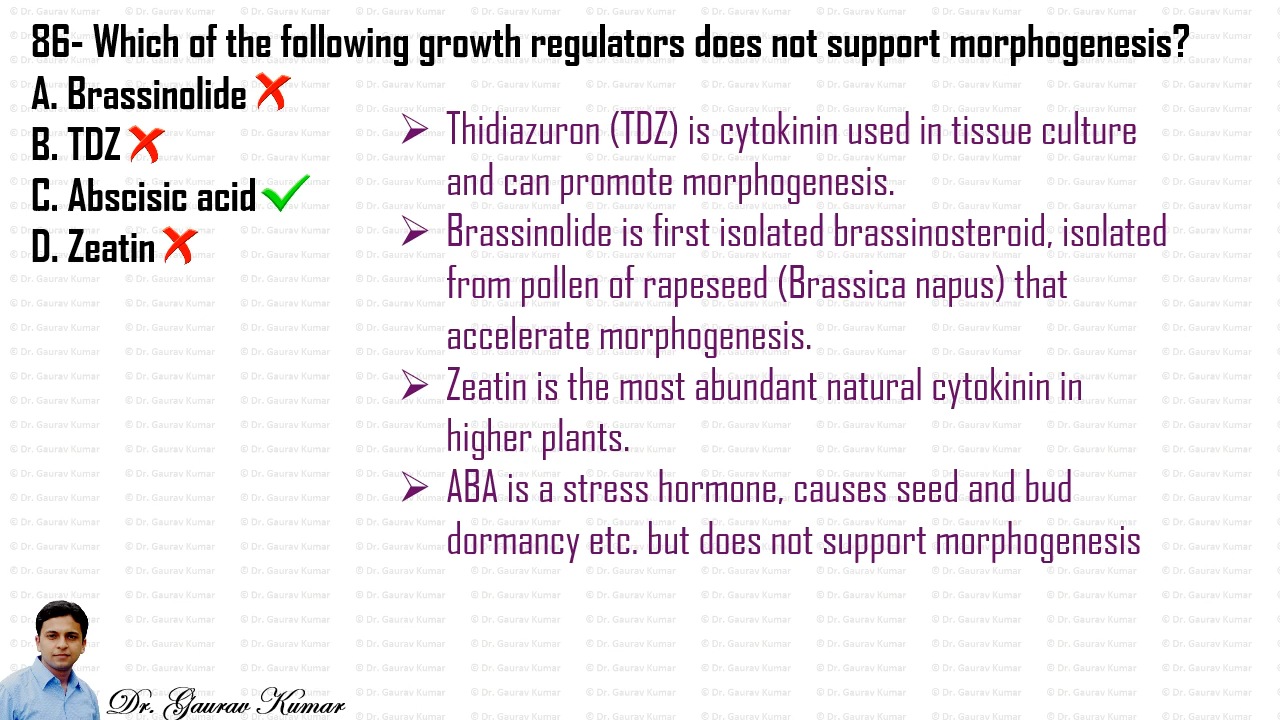 86- Which of the following growth regulators does not support morphogenesis?
A. Brassinolide
B. TDZ
C. Abscisic acid
D. Zeatin
Thidiazuron (TDZ) is cytokinin used in tissue culture
and can promote morphogenesis.
Brassinolide is first isolated brassinosteroid, isolated
from pollen of rapeseed (Brassica napus) that
accelerate morphogenesis.
Zeatin is the most abundant natural cytokinin in
higher plants.
ABA is a stress hormone, causes seed and bud
dormancy etc. but does not support morphogenesis
Dr. Gaurav Kumar
© Dr. Gaurav Kumar